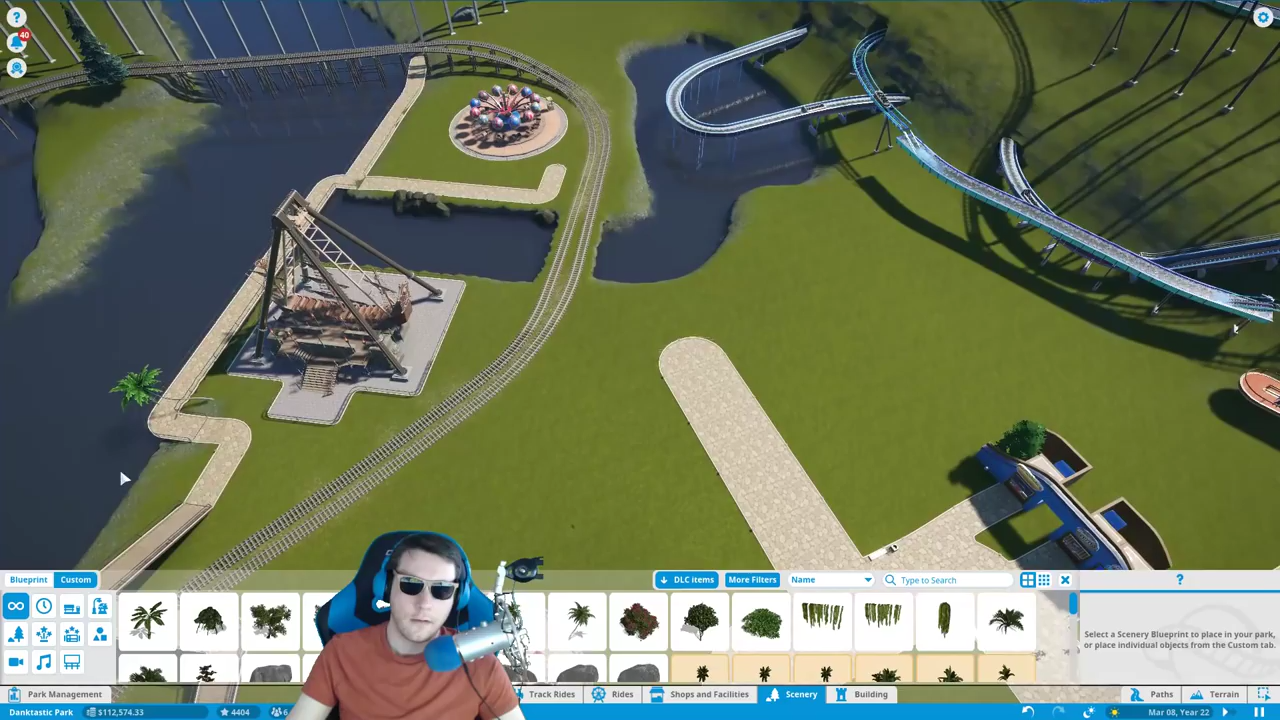 ?
40
Blueprint
Custom
DLC items
More Filters
Name
Type to Search
?
Select a Scenery Blueprint to place in your park,
or place individual objects from the Custom tab.
Park Management
Track Rides
Rides
Shops and Facilities
Scenery
Building
Paths
Terrain
Danktastic Park
$112,574.33
4404
6
Mar 08, Year 22